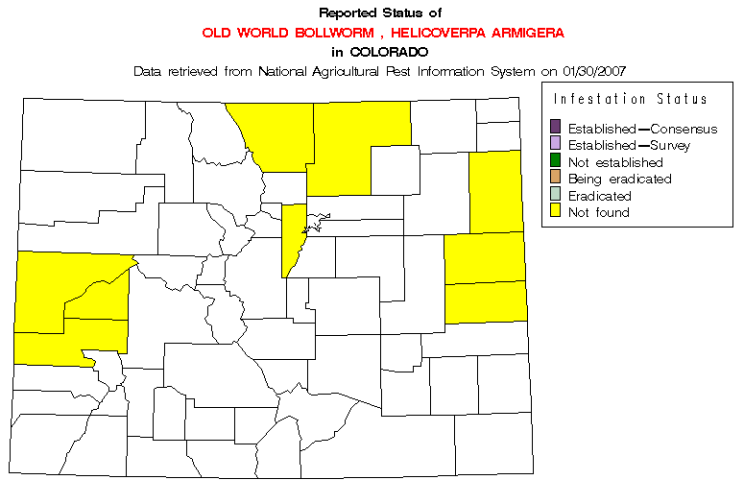 Reported Status of
OLD WORLD BOLLWORM , HELICOVERPA ARMIGERA
in COLORADO
Data retrieved from National Agricultural Pest Information System on 01/30/2007
Infestation Status
Established—Consensus
Established—Survey
Not established
Being eradicated
Eradicated
Not found